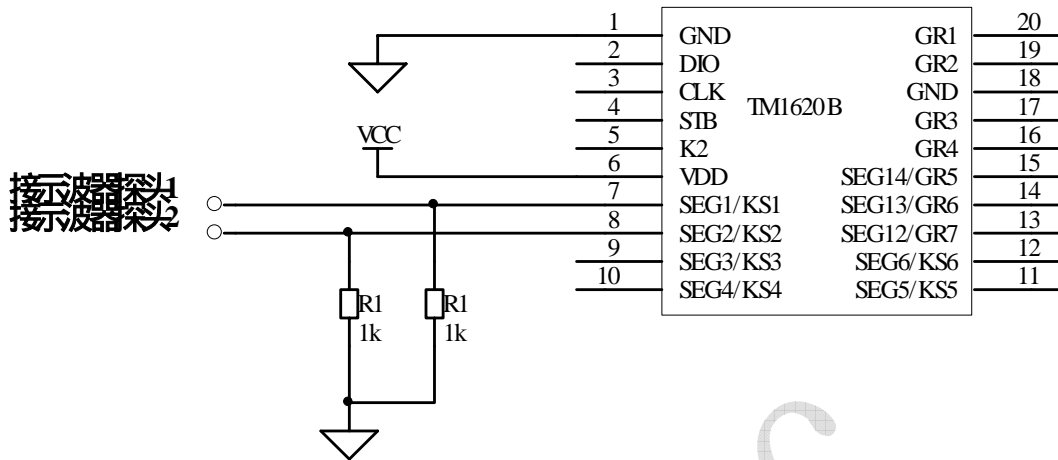 1 GND GR1 20
2 DIO GR2 19
3 CLK GND 18
TM1620B
4 STB GR3 17
VCC 5 K2 GR4 16
6 VDD SEG14/GR5 15
接示波器探头1 7 SEG1/KS1 SEG13/GR6 14
接示波器探头2 8 SEG2/KS2 SEG12/GR7 13
9 SEG3/KS3 SEG6/KS6 12
10 SEG4/KS4 SEG5/KS5 11
R1 R1
1k 1k